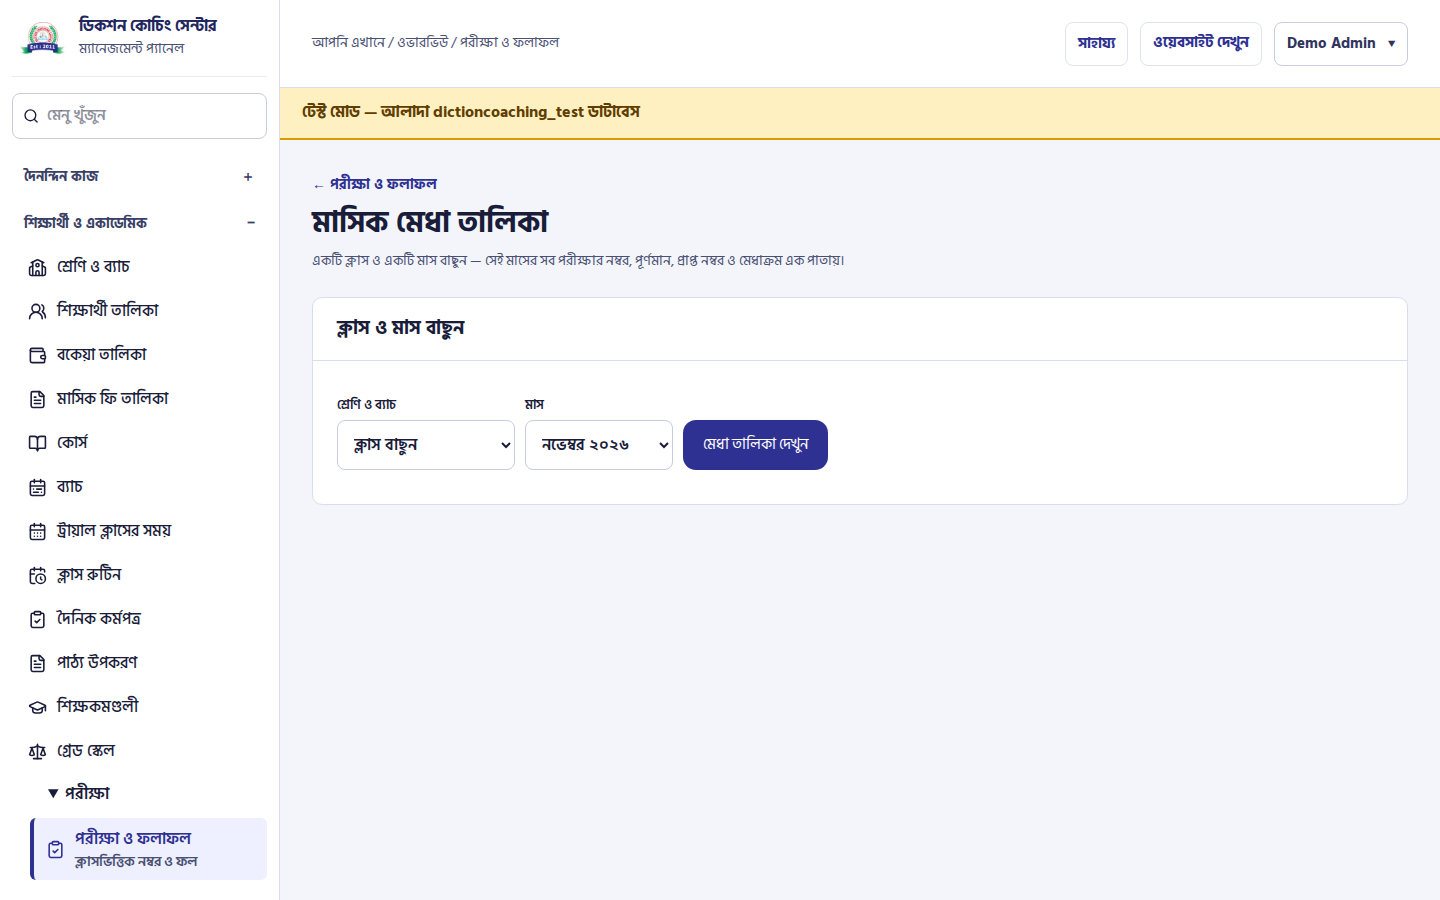 ডিকশন কোচিং সেন্টার
ম্যানেজমেন্ট প্যানেল
Est : 2011
মেনু খুঁজুন
দৈনন্দিন কাজ +
শিক্ষার্থী ও একাডেমিক −
শ্রেণি ও ব্যাচ
শিক্ষার্থী তালিকা
বকেয়া তালিকা
মাসিক ফি তালিকা
কোর্স
ব্যাচ
ট্রায়াল ক্লাসের সময়
ক্লাস রুটিন
দৈনিক কর্মপত্র
পাঠ্য উপকরণ
শিক্ষকমণ্ডলী
গ্রেড স্কেল
▼ পরীক্ষা
পরীক্ষা ও ফলাফল
ক্লাসভিত্তিক নম্বর ও ফল
আপনি এখানে / ওভারভিউ / পরীক্ষা ও ফলাফল
সাহায্য
ওয়েবসাইট দেখুন
Demo Admin ▼
টেস্ট মোড — আলাদা dictioncoaching_test ডাটাবেস
← পরীক্ষা ও ফলাফল
মাসিক মেধা তালিকা
একটি ক্লাস ও একটি মাস বাছুন — সেই মাসের সব পরীক্ষার নম্বর, পূর্ণমান, প্রাপ্ত নম্বর ও মেধাক্রম এক পাতায়।
ক্লাস ও মাস বাছুন
শ্রেণি ও ব্যাচ
মাস
ক্লাস বাছুন
নভেম্বর ২০২৬
মেধা তালিকা দেখুন